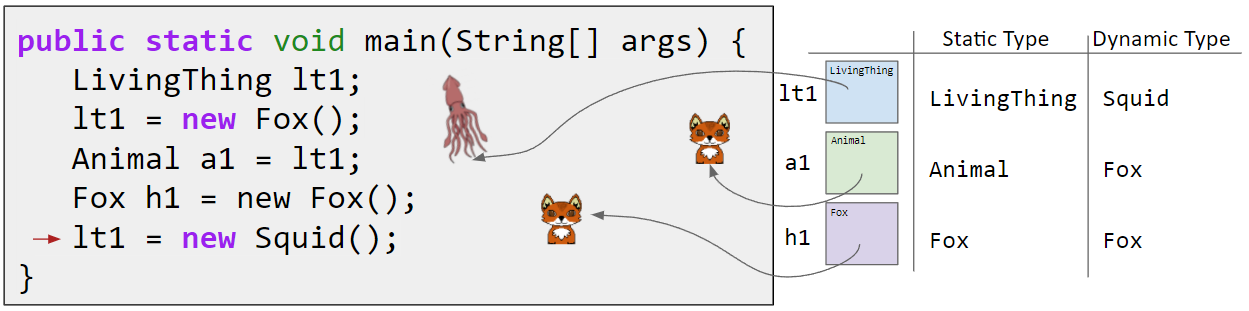 public static void main(String[] args) {
LivingThing lt1;
lt1 = new Fox();
Animal a1 = lt1;
Fox h1 = new Fox();
lt1 = new Squid();
}
Static Type Dynamic Type
lt1 LivingThing LivingThing Squid
a1 Animal Animal Fox
h1 Fox Fox Fox